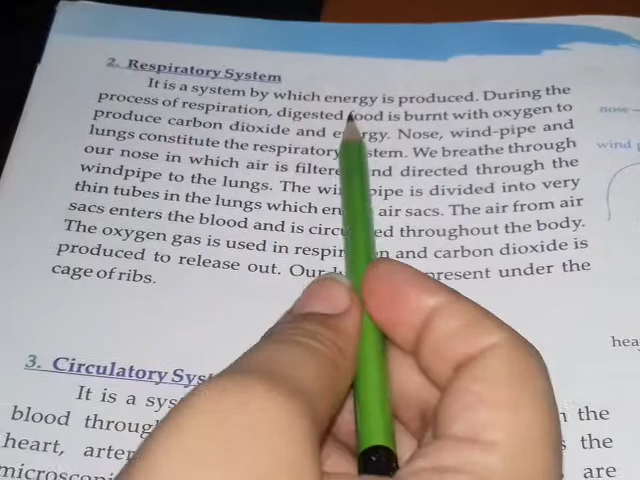 2. Respiratory System
It is a system by which energy is produced. During the
process of respiration, digested food is burnt with oxygen to
produce carbon dioxide and energy. Nose, wind-pipe and
lungs constitute the respiratory system. We breathe through
our nose in which air is filtered and directed through the
windpipe to the lungs. The windpipe is divided into very
thin tubes in the lungs which en air sacs. The air from air
sacs enters the blood and is circulated throughout the body.
The oxygen gas is used in respiration and carbon dioxide is
produced to release out. Our present under the
cage of ribs.
nose
wind p
hea
3. Circulatory Sys
It is a sys
blood throug the
heart, arter the
microscopi are